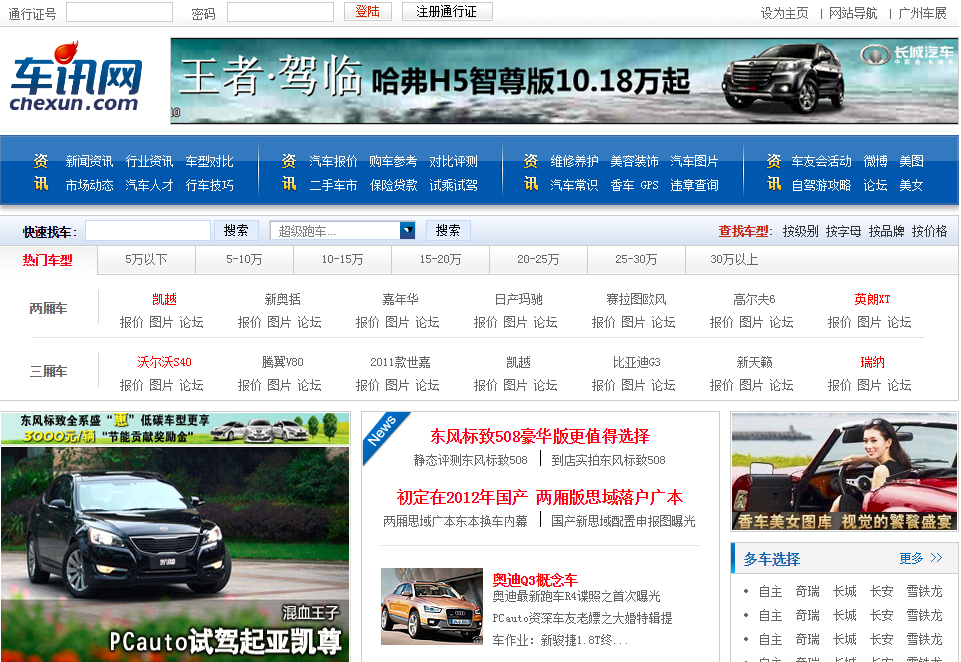 通行证号 密码 登陆 注册通行证 设为主页 | 网站导航 | 广州车展
车讯网
chexun.com
王者·驾临 哈弗H5智尊版10.18万起 长城汽车
资讯 新闻资讯 行业资讯 车型对比 资讯 汽车报价 购车参考 对比评测 资讯 维修养护 美容装饰 汽车图片 资讯 车友会活动 微博 美图
市场动态 汽车人才 行车技巧 二手车市 保险贷款 试乘试驾 汽车常识 香车 GPS 违章查询 自驾游攻略 论坛 美女
快速找车: 搜索 超级跑车... 搜索 查找车型: 按级别 按字母 按品牌 按价格
热门车型 5万以下 5-10万 10-15万 15-20万 20-25万 25-30万 30万以上
两厢车 凯越 新奥括 嘉年华 日产玛驰 赛拉图欧风 高尔夫6 英朗XT
报价 图片 论坛 报价 图片 论坛 报价 图片 论坛 报价 图片 论坛 报价 图片 论坛 报价 图片 论坛 报价 图片 论坛
三厢车 沃尔沃S40 腾翼V80 2011款世嘉 凯越 比亚迪G3 新天籁 瑞纳
报价 图片 论坛 报价 图片 论坛 报价 图片 论坛 报价 图片 论坛 报价 图片 论坛 报价 图片 论坛 报价 图片 论坛
东风标致全系盛“惠” 低碳车型更享
3000元/辆 “节能贡献奖励金”
混血王子
PCauto试驾起亚凯尊
News
东风标致508豪华版更值得选择
静态评测东风标致508 | 到店实拍东风标致508
初定在2012年国产 两厢版思域落户广本
两厢思域广本东本换车内幕 | 国产新思域配置申报图曝光
奥迪Q3概念车
奥迪最新跑车R4谍照之首次曝光
PCauto资深车友老嫖之大婚特辑提
车作业: 新骏捷1.8T终...
香车美女图库 视觉的饕餮盛宴
多车选择 更多 >>
• 自主 奇瑞 长城 长安 雪铁龙
• 自主 奇瑞 长城 长安 雪铁龙
• 自主 奇瑞 长城 长安 雪铁龙